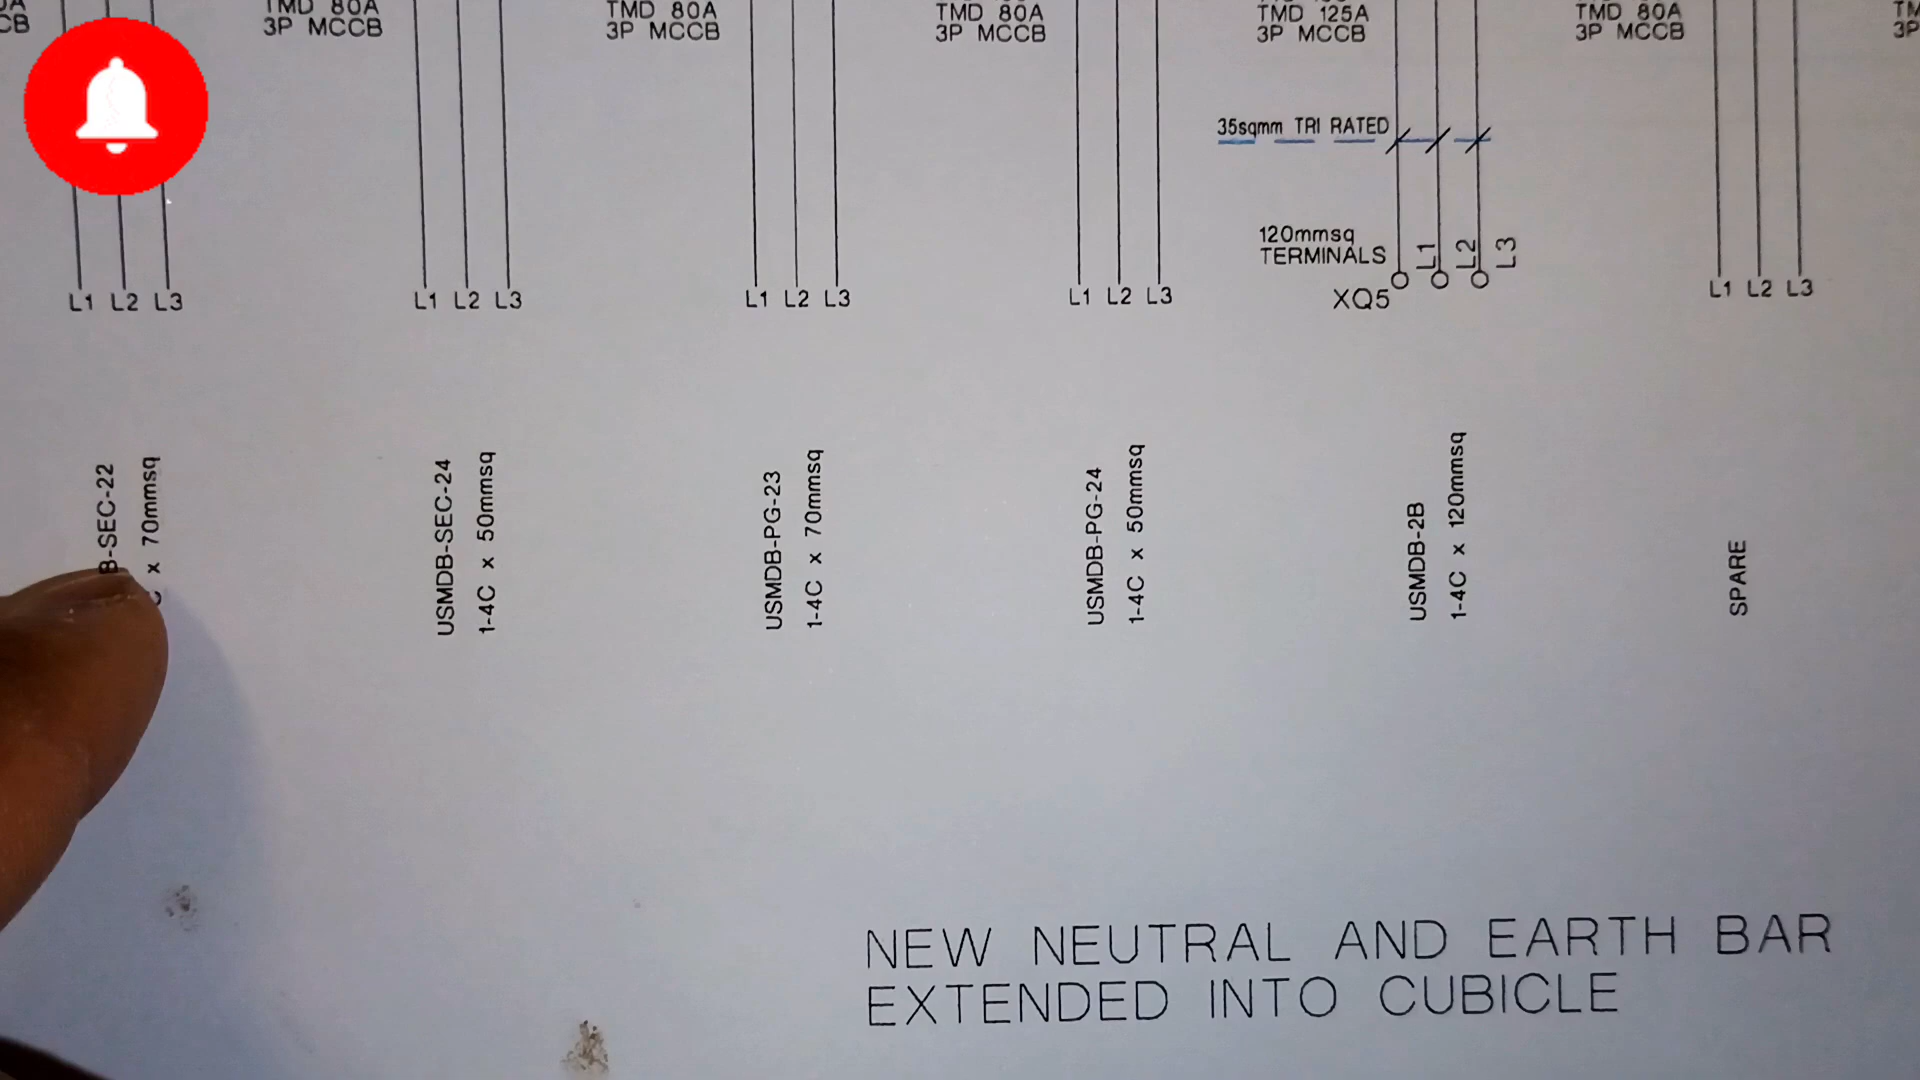 TMD 80A
3P MCCB
TMD 80A
3P MCCB
TMD 80A
3P MCCB
TMD 125A
3P MCCB
TMD 80A
3P MCCB
35sqmm TRI RATED
120mmsq
TERMINALS
XQ5
L1
L2
L3
L1 L2 L3
L1 L2 L3
L1 L2 L3
L1 L2 L3
L1 L2 L3
B-SEC-22
x 70mmsq
USMDB-SEC-24
1-4C x 50mmsq
USMDB-PG-23
1-4C x 70mmsq
USMDB-PG-24
1-4C x 50mmsq
USMDB-2B
1-4C x 120mmsq
SPARE
NEW NEUTRAL AND EARTH BAR
EXTENDED INTO CUBICLE